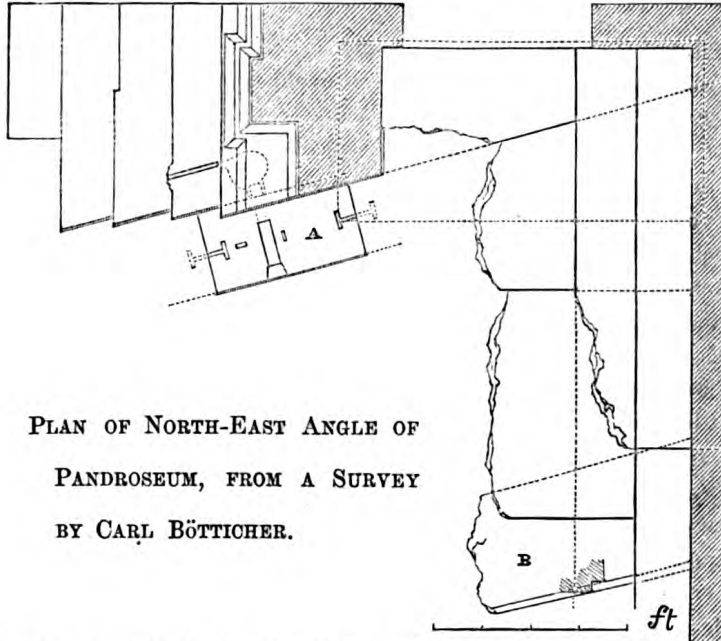 A
PLAN OF NORTH-EAST ANGLE OF
PANDROSEUM, FROM A SURVEY
BY CARL BÖTTICHER.
B
ft